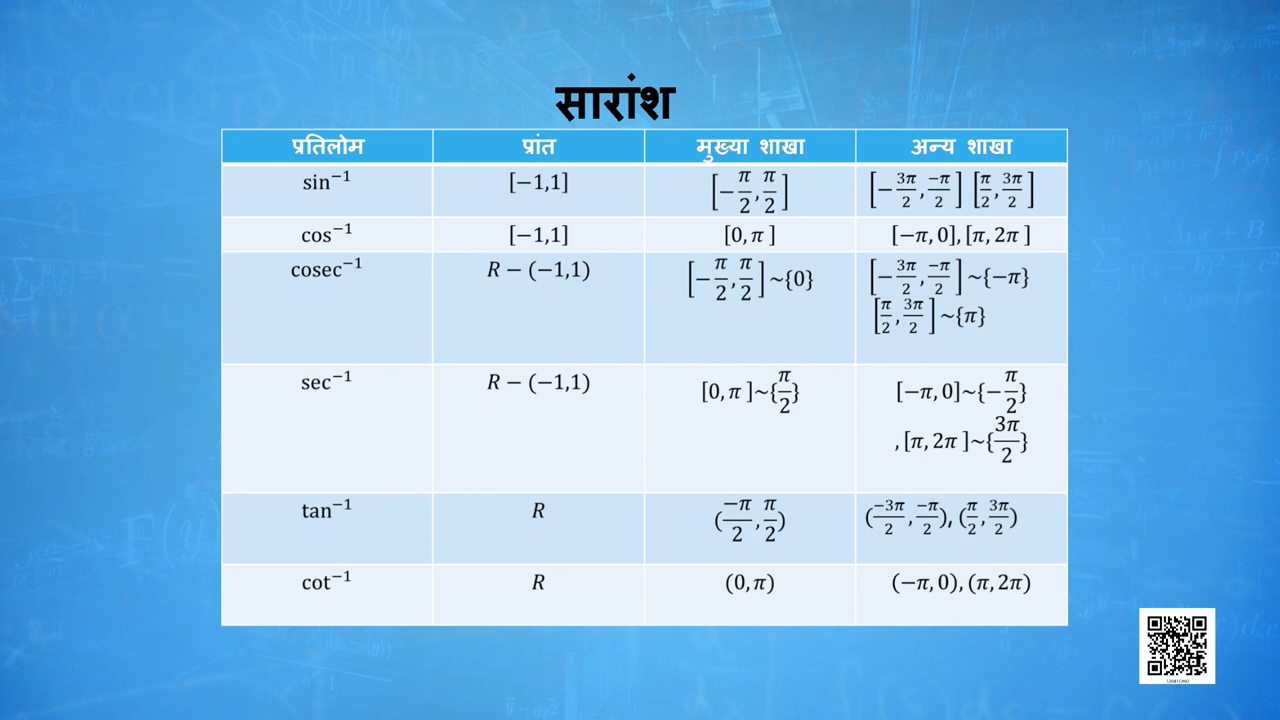 सारांश
प्रतिलोम प्रांत मुख्या शाखा अन्य शाखा
sin⁻¹ [−1,1] [−π/2, π/2] [−3π/2, −π/2] [π/2, 3π/2]
cos⁻¹ [−1,1] [0, π] [−π, 0], [π, 2π]
cosec⁻¹ R − (−1,1) [−π/2, π/2]~{0} [−3π/2, −π/2]~{−π}
[π/2, 3π/2]~{π}
sec⁻¹ R − (−1,1) [0, π]~{π/2} [−π, 0]~{−π/2}
, [π, 2π]~{3π/2}
tan⁻¹ R (−π/2, π/2) (−3π/2, −π/2), (π/2, 3π/2)
cot⁻¹ R (0, π) (−π, 0), (π, 2π)
12081CH02